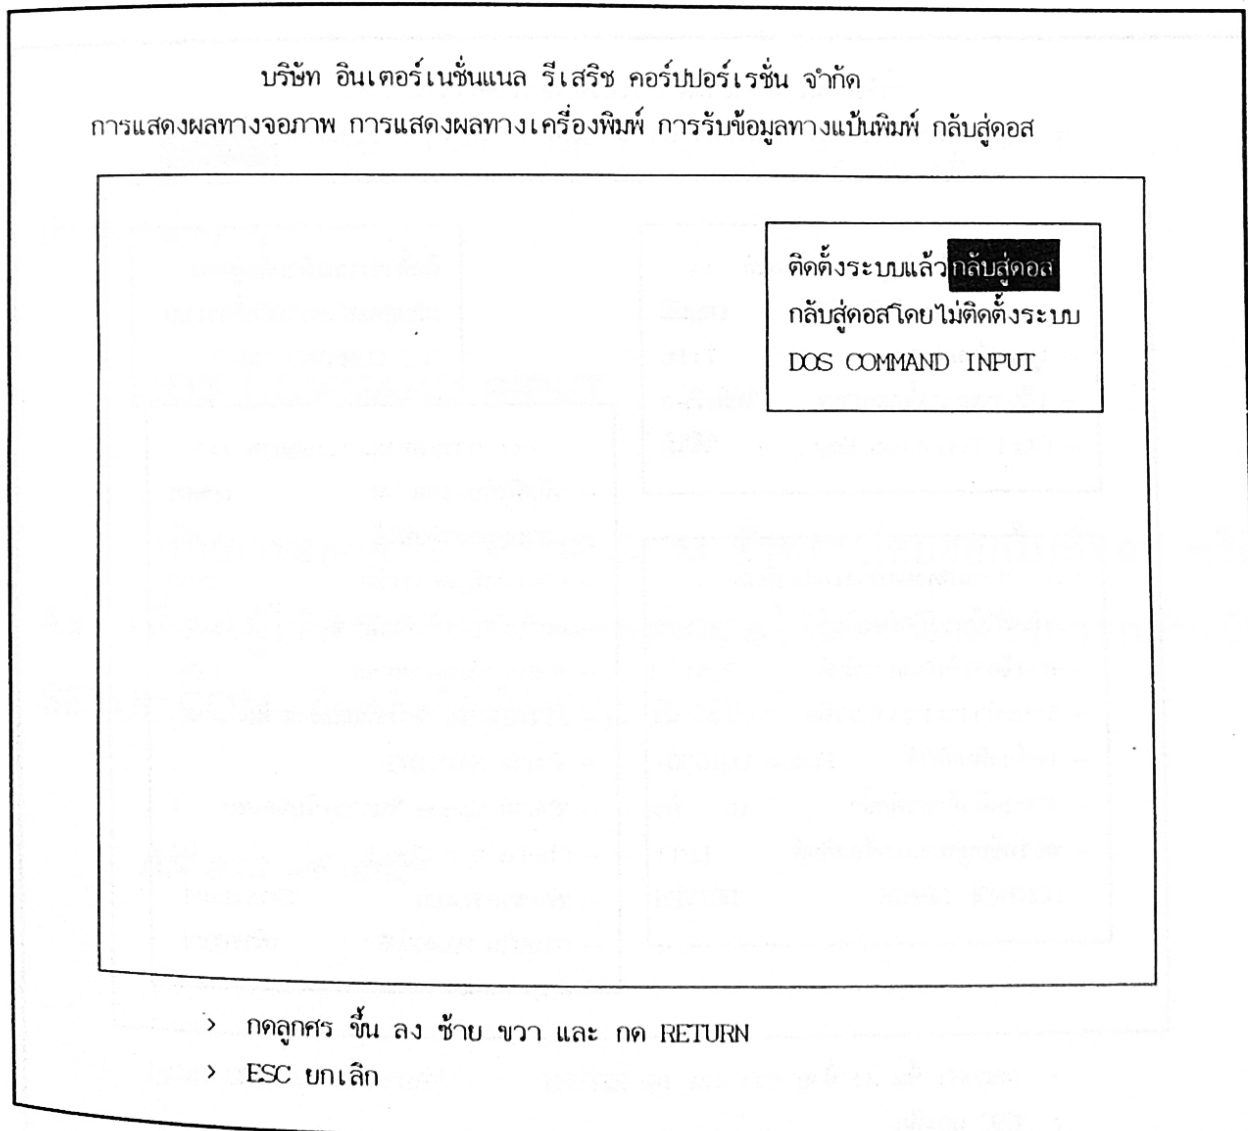 บริษัท อินเตอร์เนชั่นแนล รีเสริช คอร์ปปอร์เรชั่น จำกัด
การแสดงผลทางจอภาพ การแสดงผลทางเครื่องพิมพ์ การรับข้อมูลทางแป้นพิมพ์ กลับสู่ดอส
ติดตั้งระบบแล้วกลับสู่ดอส
กลับสู่ดอสโดยไม่ติดตั้งระบบ
DOS COMMAND INPUT
> กดลูกศร ขึ้น ลง ซ้าย ขวา และ กด RETURN
> ESC ยกเลิก